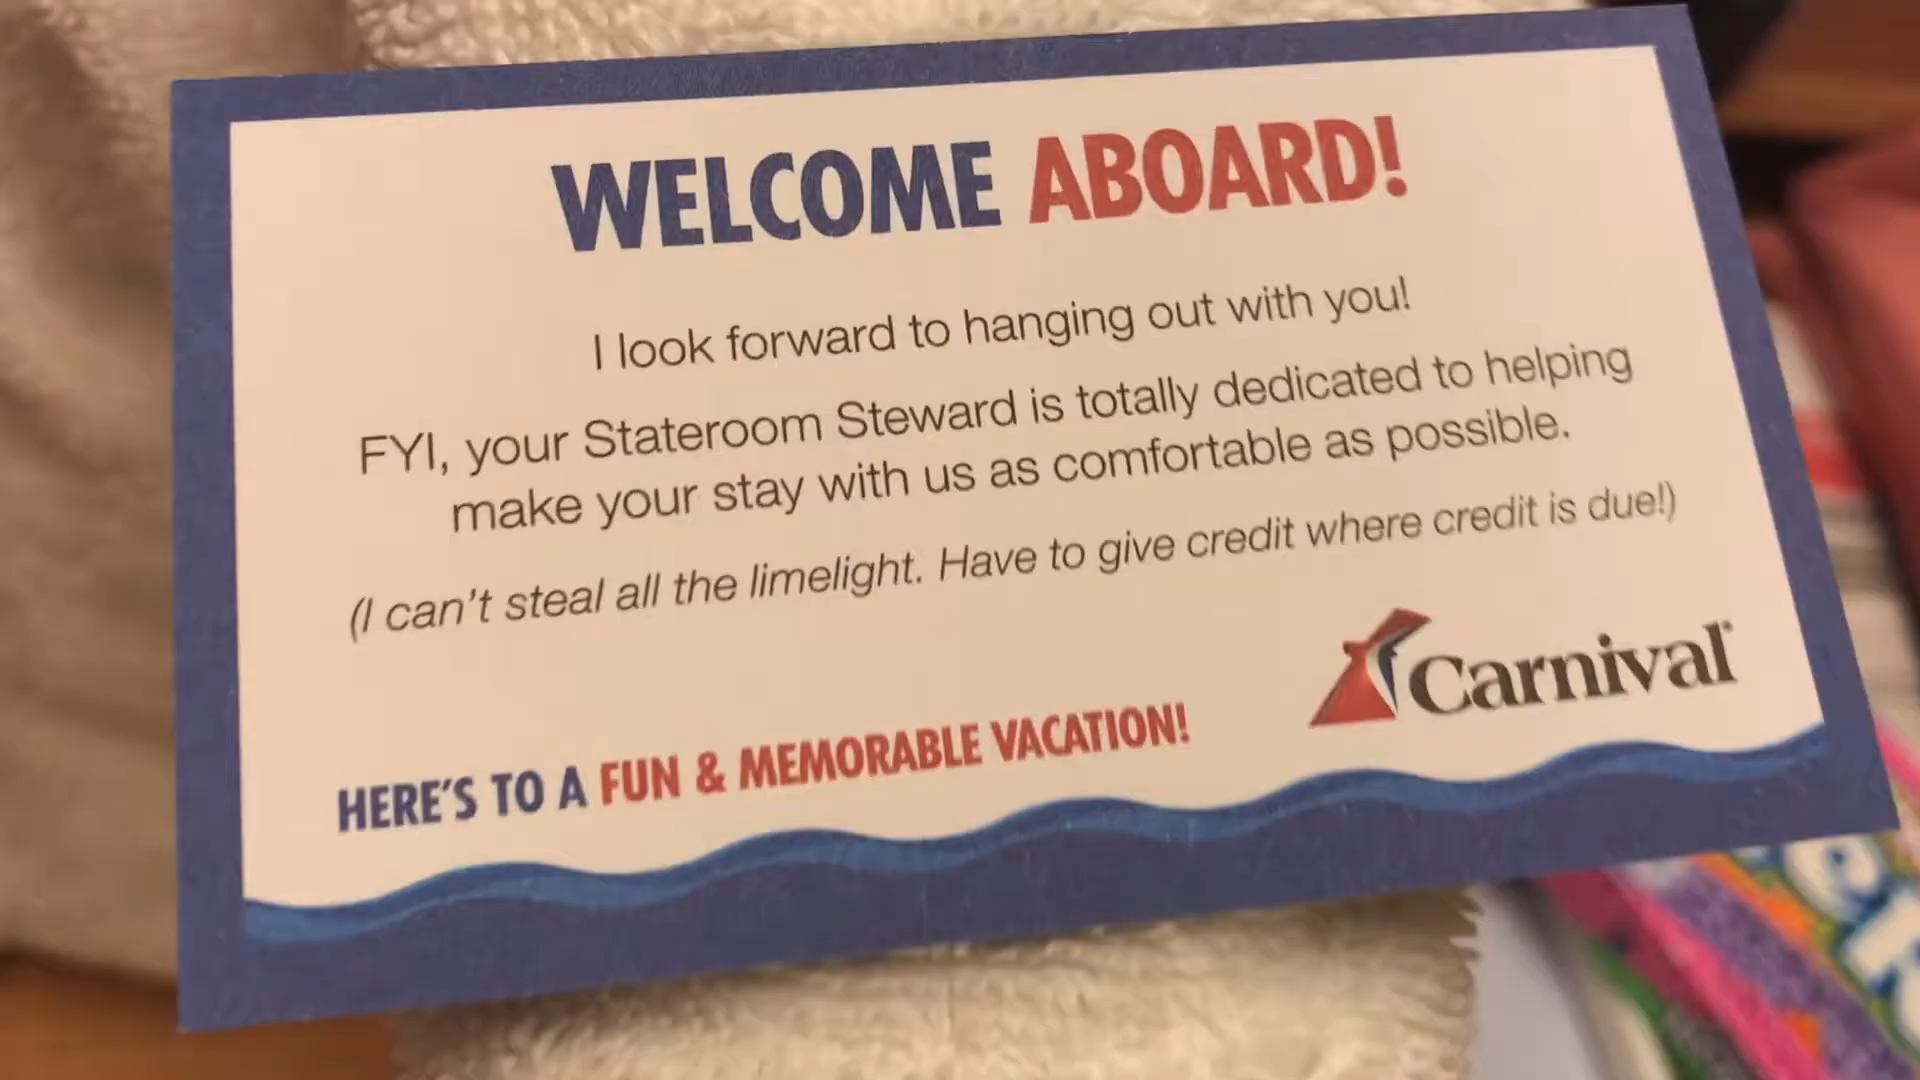 WELCOME ABOARD!
I look forward to hanging out with you!
FYI, your Stateroom Steward is totally dedicated to helping
make your stay with us as comfortable as possible.
(I can't steal all the limelight. Have to give credit where credit is due!)
Carnival
HERE'S TO A FUN & MEMORABLE VACATION!